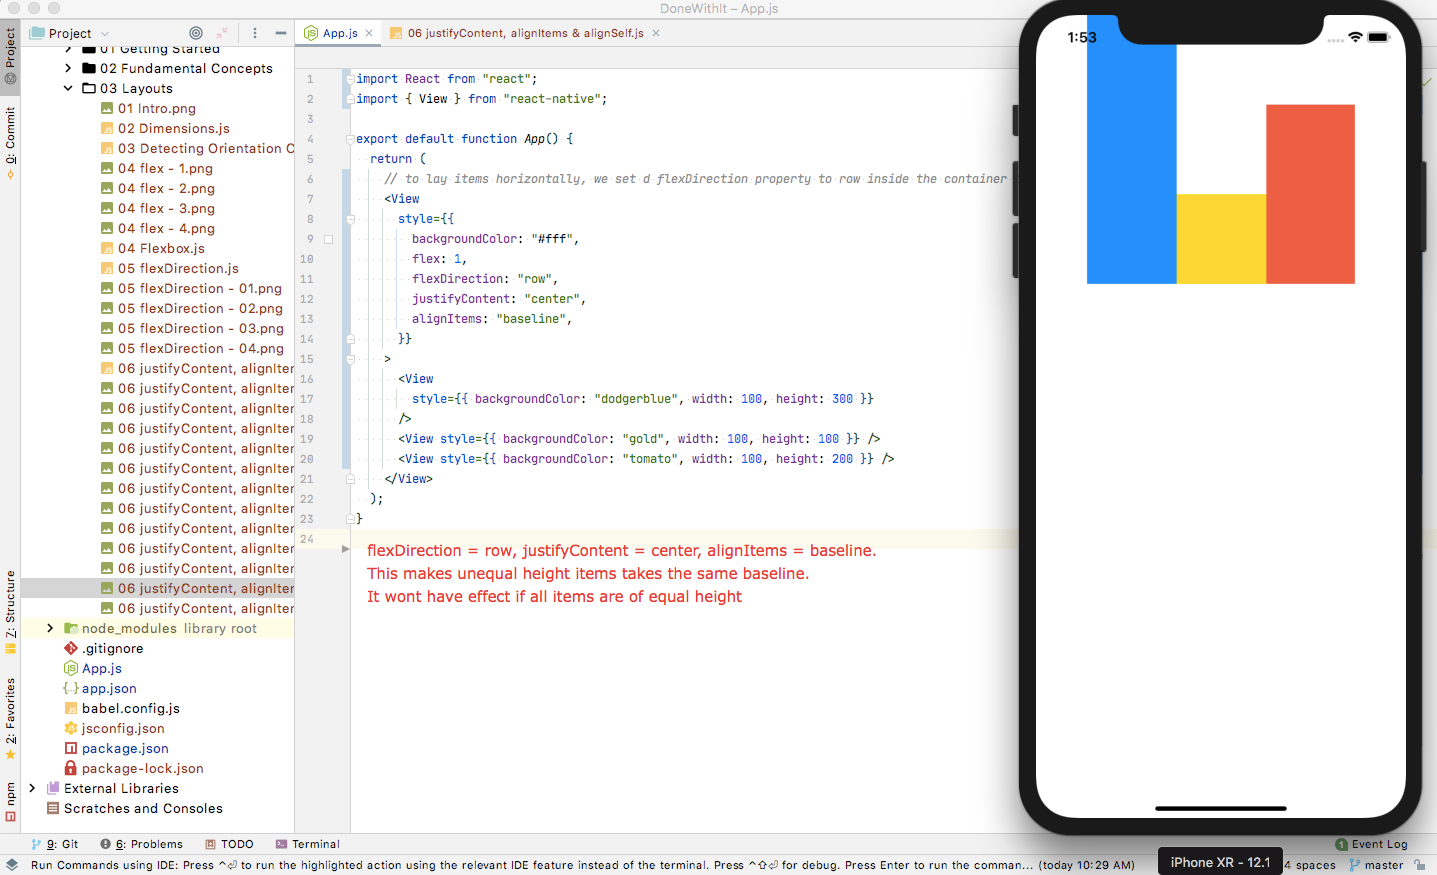 DoneWithIt – App.js
Project
App.js
06 justifyContent, alignItems & alignSelf.js
Project
0: Commit
7: Structure
2: Favorites
npm
01 Getting Started
02 Fundamental Concepts
03 Layouts
01 Intro.png
02 Dimensions.js
03 Detecting Orientation C
04 flex - 1.png
04 flex - 2.png
04 flex - 3.png
04 flex - 4.png
04 Flexbox.js
05 flexDirection.js
05 flexDirection - 01.png
05 flexDirection - 02.png
05 flexDirection - 03.png
05 flexDirection - 04.png
06 justifyContent, alignIter
06 justifyContent, alignIter
06 justifyContent, alignIter
06 justifyContent, alignIter
06 justifyContent, alignIter
06 justifyContent, alignIter
06 justifyContent, alignIter
06 justifyContent, alignIter
06 justifyContent, alignIter
06 justifyContent, alignIter
06 justifyContent, alignIter
06 justifyContent, alignIter
06 justifyContent, alignIter
node_modules library root
.gitignore
App.js
app.json
babel.config.js
jsconfig.json
package.json
package-lock.json
External Libraries
Scratches and Consoles
1 import React from "react";
2 import { View } from "react-native";
3
4 export default function App() {
5 return (
6 // to lay items horizontally, we set d flexDirection property to row inside the container
7 <View
8 style={{
9 backgroundColor: "#fff",
10 flex: 1,
11 flexDirection: "row",
12 justifyContent: "center",
13 alignItems: "baseline",
14 }}
15 >
16 <View
17 style={{ backgroundColor: "dodgerblue", width: 100, height: 300 }}
18 />
19 <View style={{ backgroundColor: "gold", width: 100, height: 100 }} />
20 <View style={{ backgroundColor: "tomato", width: 100, height: 200 }} />
21 </View>
22 );
23 }
24
flexDirection = row, justifyContent = center, alignItems = baseline.
This makes unequal height items takes the same baseline.
It wont have effect if all items are of equal height
1:53
iPhone XR - 12.1
9: Git
6: Problems
TODO
Terminal
1 Event Log
Run Commands using IDE: Press ^⏎ to run the highlighted action using the relevant IDE feature instead of the terminal. Press ^⇧⏎ for debug. Press Enter to run the comman... (today 10:29 AM)
4 spaces
master